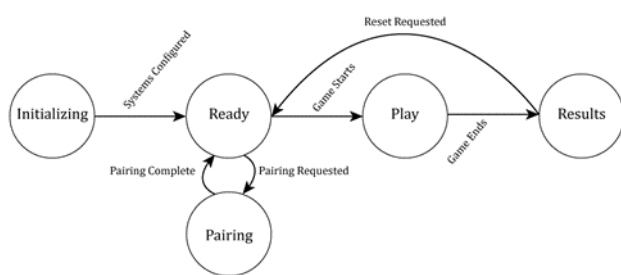 Reset Requested
Systems Configured
Game Starts
Initializing
Ready
Play
Results
Game Ends
Pairing Complete
Pairing Requested
Pairing